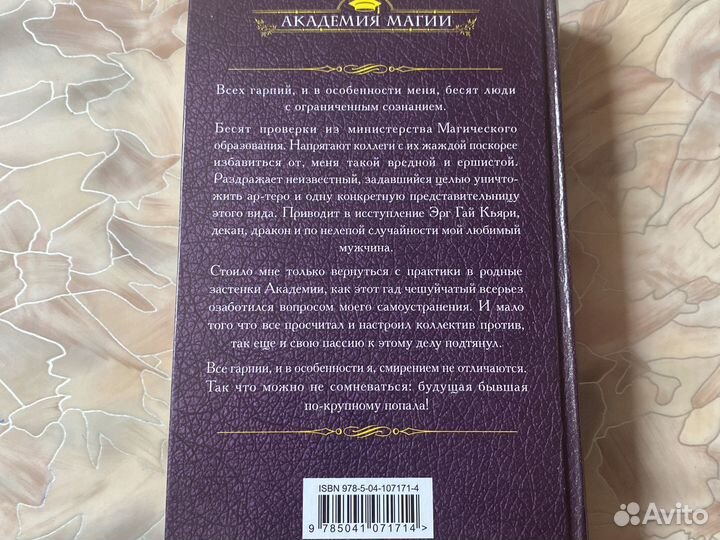 АКАДЕМИЯ МАГИИ
Всех гарпий, и в особенности меня, бесят люди
с ограниченным сознанием.
Бесят проверки из министерства Магического
образования. Напрягают коллеги с их жаждой поскорее
избавиться от, меня такой вредной и ершистой.
Раздражает неизвестный, задавшийся целью уничто-
жить ар-теро и одну конкретную представительницу
этого вида. Приводит в исступление Эрг Гай Кьяри,
декан, дракон и по нелепой случайности мой любимый
мужчина.
Стоило мне только вернуться с практики в родные
застенки Академии, как этот гад чешуйчатый всерьез
озаботился вопросом моего самоустранения. И мало
того что все просчитал и настроил коллектив против,
так еще и свою пассию к этому делу подтянул.
Все гарпии, и в особенности я, смирением не отличаются.
Так что можно не сомневаться: будущая бывшая
по-крупному попала!
ISBN 978-5-04-107171-4
9 785041 071714 >
Avito